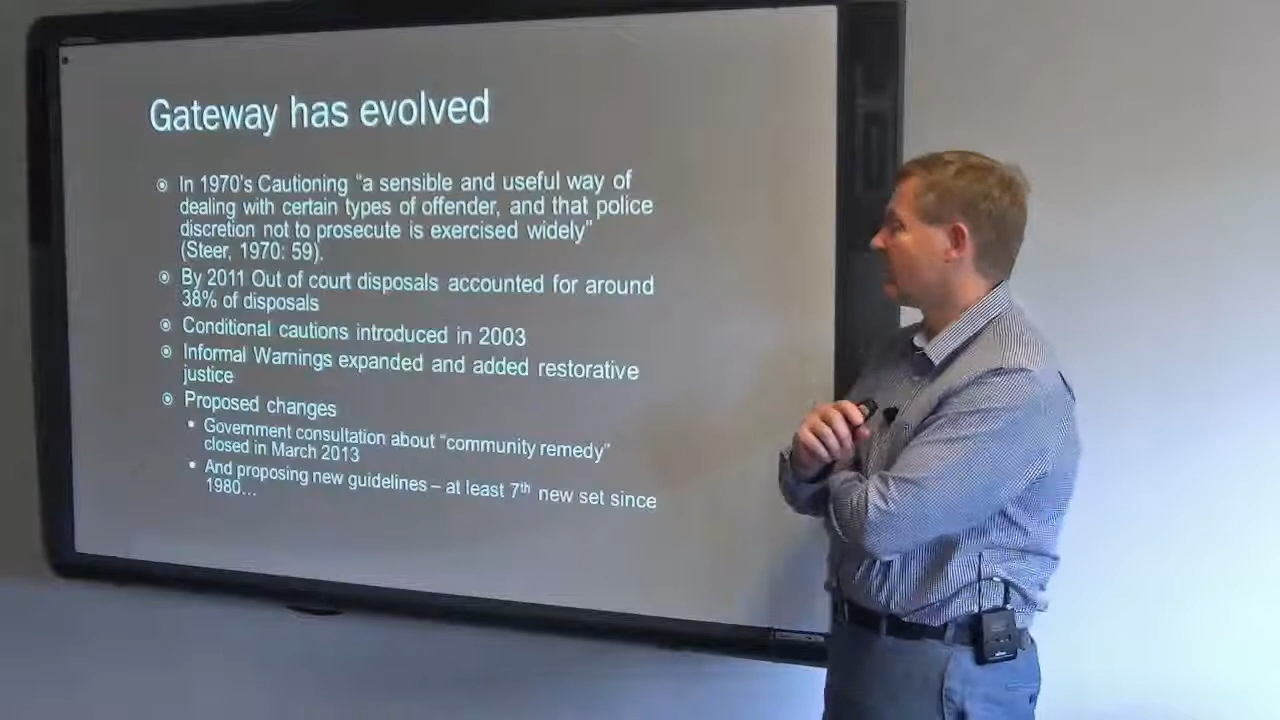 Gateway has evolved
In 1970's Cautioning "a sensible and useful way of
dealing with certain types of offender, and that police
discretion not to prosecute is exercised widely"
(Steer, 1970: 59).
By 2011 Out of court disposals accounted for around
38% of disposals
Conditional cautions introduced in 2003
Informal Warnings expanded and added restorative
justice
Proposed changes
Government consultation about "community remedy"
closed in March 2013
And proposing new guidelines – at least 7th new set since
1980...